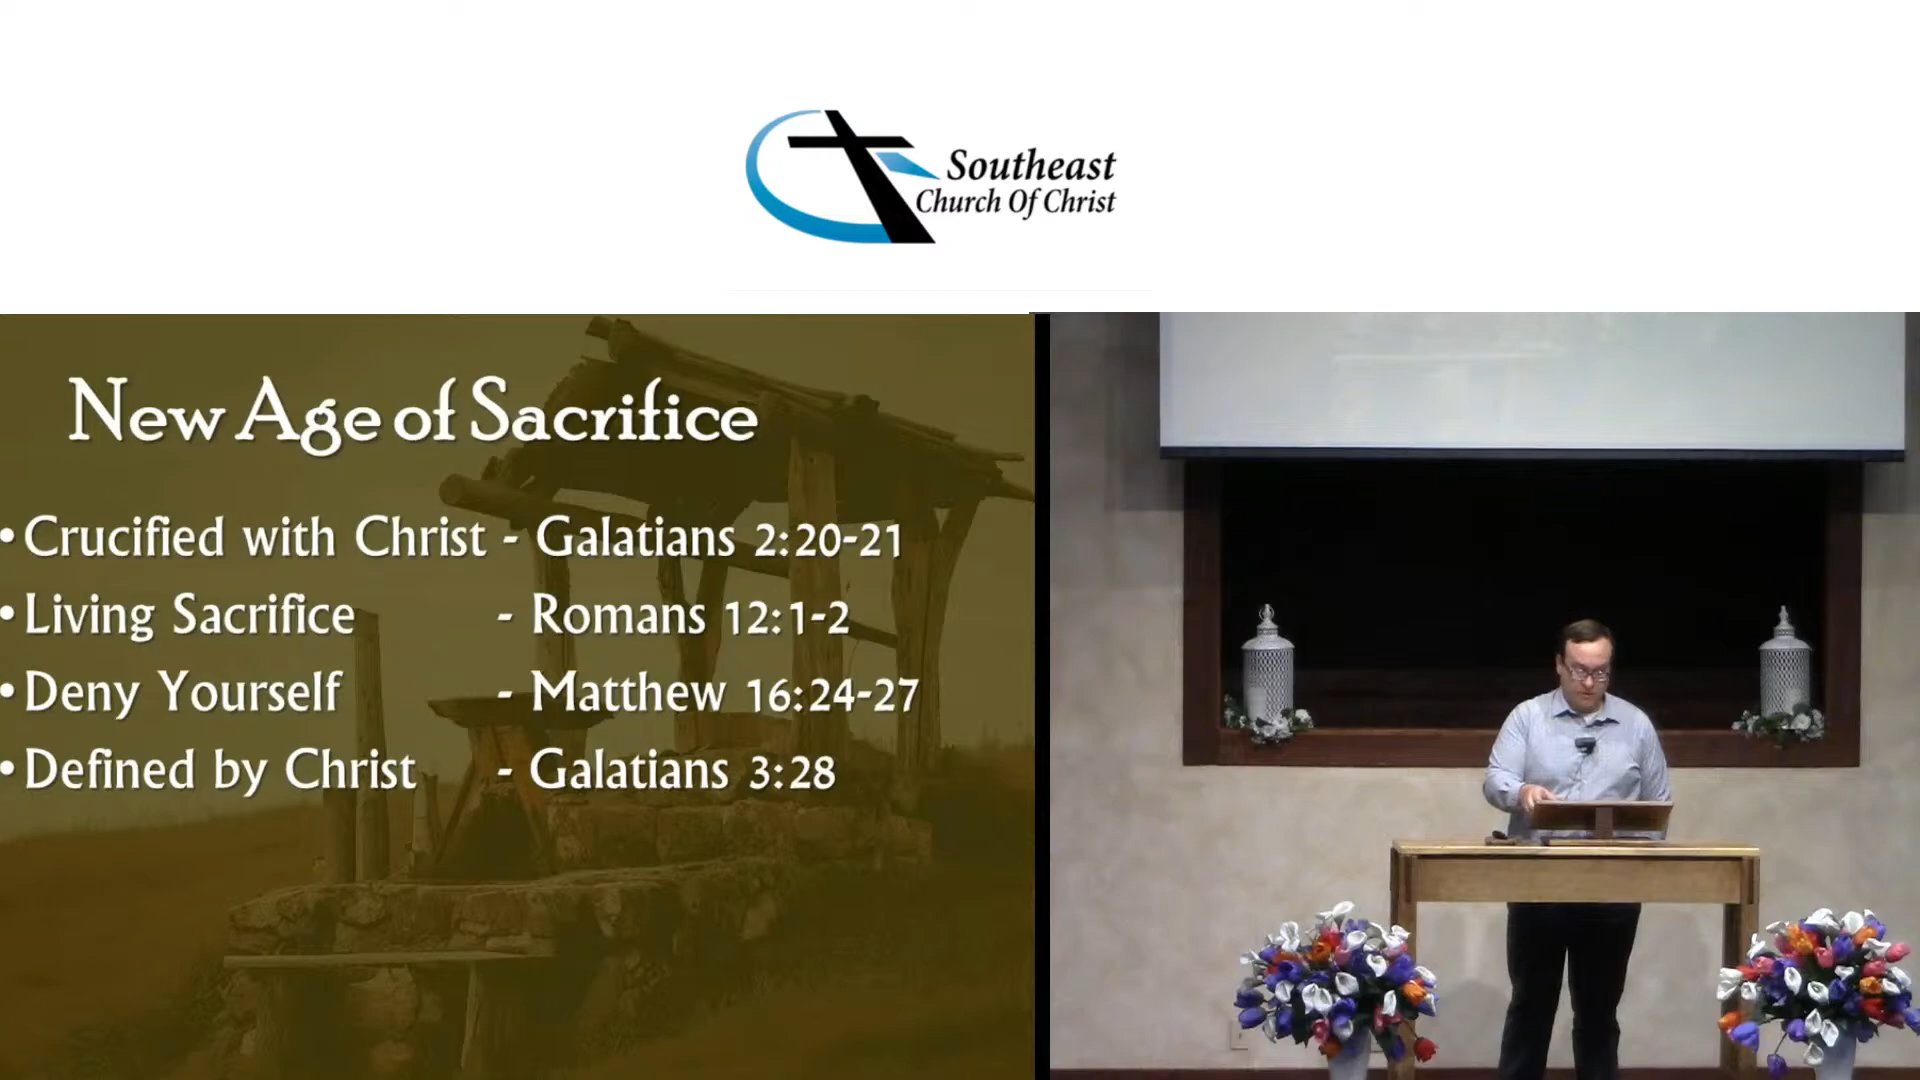 Southeast
Church Of Christ
New Age of Sacrifice
• Crucified with Christ - Galatians 2:20-21
• Living Sacrifice - Romans 12:1-2
• Deny Yourself - Matthew 16:24-27
• Defined by Christ - Galatians 3:28